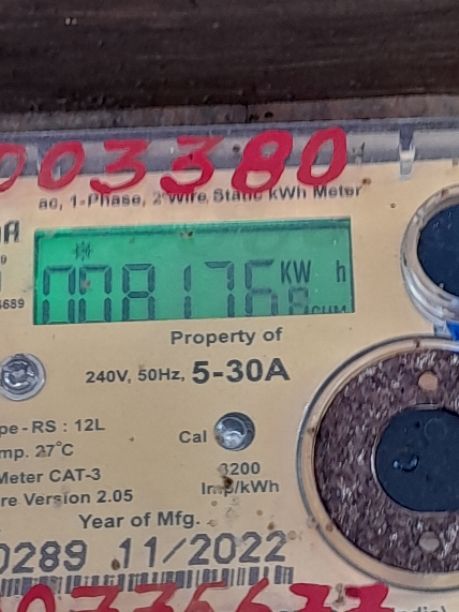 003380
ac, 1-Phase, 2 Wire, Static kWh Meter
008176.8 KW h
CUM
Property of
240V, 50Hz, 5-30A
pe-RS : 12L
Cal
mp. 27°C
3200
Meter CAT-3
Imp/kWh
re Version 2.05
Year of Mfg.
0289 11/2022